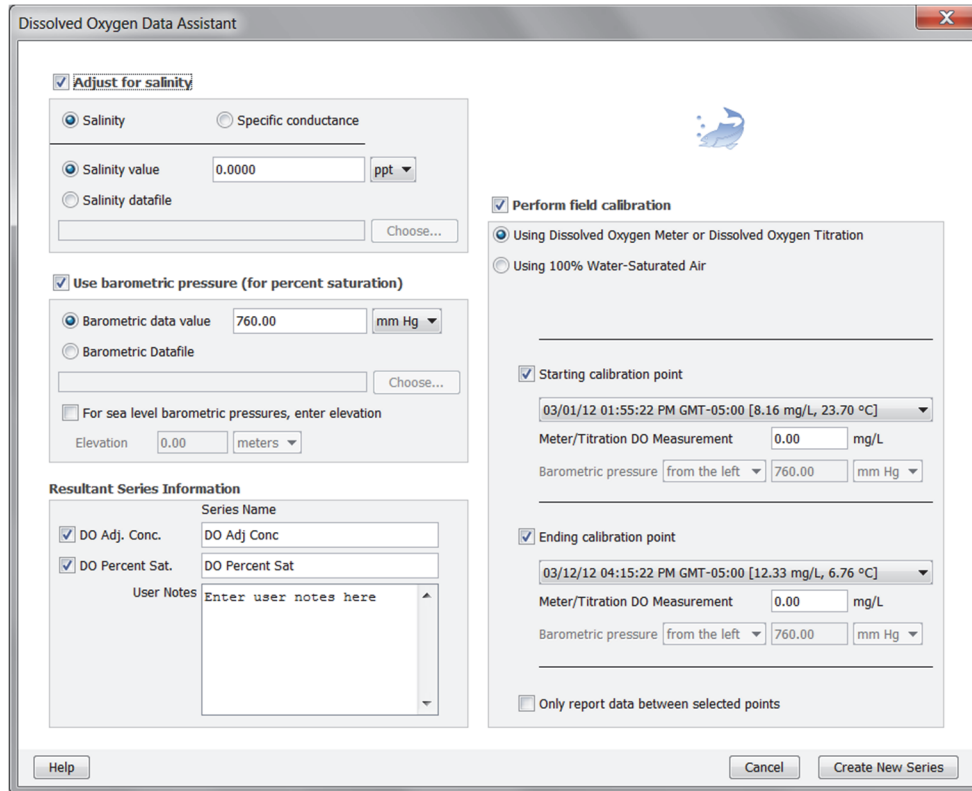 Dissolved Oxygen Data Assistant
Adjust for salinity
Salinity Specific conductance
Salinity value 0.0000 ppt
Salinity datafile
Choose...
Use barometric pressure (for percent saturation)
Barometric data value 760.00 mm Hg
Barometric Datafile
Choose...
For sea level barometric pressures, enter elevation
Elevation 0.00 meters
Resultant Series Information
Series Name
DO Adj. Conc. DO Adj Conc
DO Percent Sat. DO Percent Sat
User Notes Enter user notes here
Perform field calibration
Using Dissolved Oxygen Meter or Dissolved Oxygen Titration
Using 100% Water-Saturated Air
Starting calibration point
03/01/12 01:55:22 PM GMT-05:00 [8.16 mg/L, 23.70 °C]
Meter/Titration DO Measurement 0.00 mg/L
Barometric pressure from the left 760.00 mm Hg
Ending calibration point
03/12/12 04:15:22 PM GMT-05:00 [12.33 mg/L, 6.76 °C]
Meter/Titration DO Measurement 0.00 mg/L
Barometric pressure from the left 760.00 mm Hg
Only report data between selected points
Help Cancel Create New Series